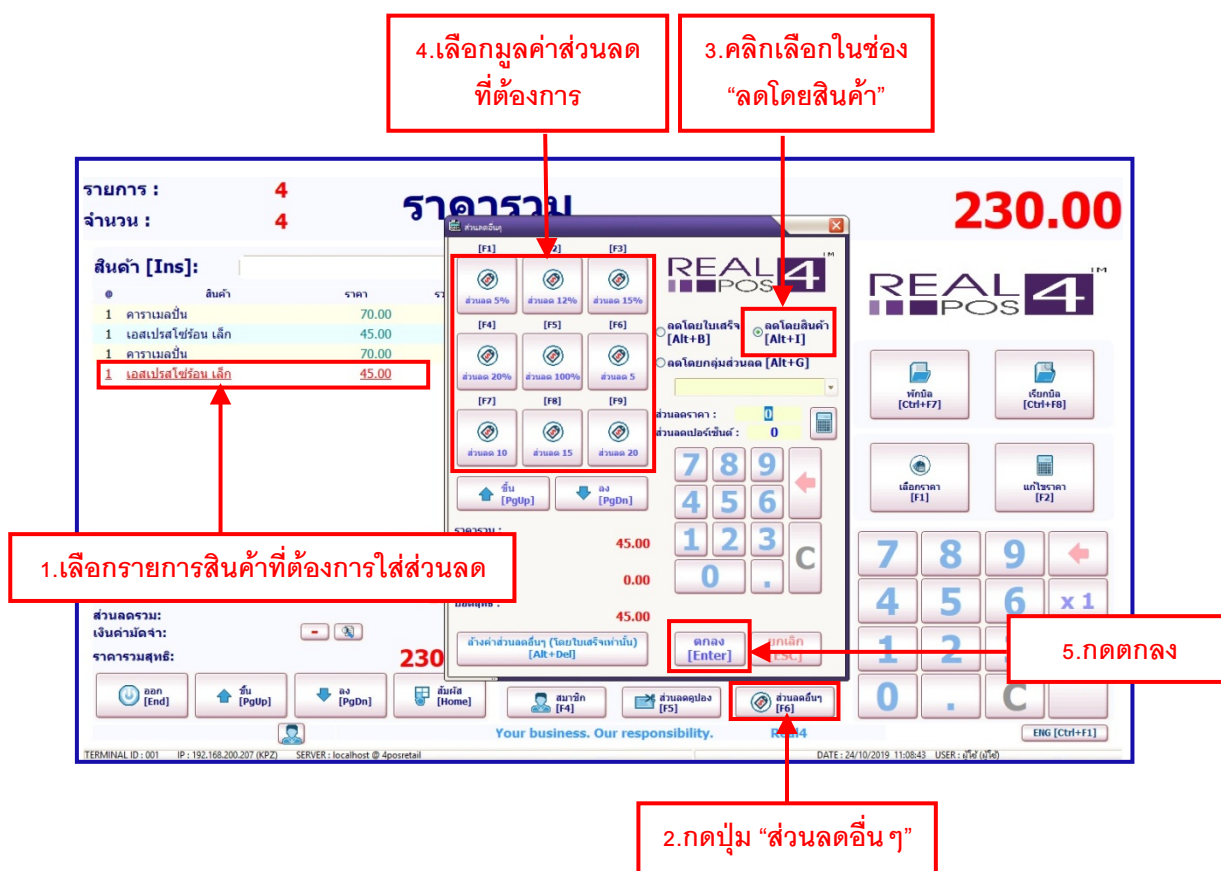 4.เลือกมูลค่าส่วนลด
ที่ต้องการ
3.คลิกเลือกในช่อง
“ลดโดยสินค้า”
รายการ :
4
จำนวน :
4
ราคารวม
230.00
สินค้า [Ins]:
สินค้า
ราคา
1 คาราเมลปั่น 70.00
1 เอสเปรสโซ่ร้อน เล็ก 45.00
1 คาราเมลปั่น 70.00
1 เอสเปรสโซ่ร้อน เล็ก 45.00
ส่วนลดอื่นๆ
[F1]
[F3]
ส่วนลด 5%
ส่วนลด 12%
ส่วนลด 15%
[F4]
[F5]
[F6]
ส่วนลด 20%
ส่วนลด 100%
ส่วนลด 5
[F7]
[F8]
[F9]
ส่วนลด 10
ส่วนลด 15
ส่วนลด 20
ขึ้น
[PgUp]
ลง
[PgDn]
REAL 4 ™
POS
ลดโดยใบเสร็จ
[Alt+B]
ลดโดยสินค้า
[Alt+I]
ลดโดยกลุ่มส่วนลด [Alt+G]
ส่วนลดราคา : 0
ส่วนลดเปอร์เซ็นต์ : 0
7 8 9
4 5 6
1 2 3
C
0 .
ราคารวม :
45.00
0.00
45.00
ล้างค่าส่วนลดอื่นๆ (โดยใบเสร็จเท่านั้น)
[Alt+Del]
ตกลง
[Enter]
ยกเลิก
REAL 4 ™
POS
พักบิล
[Ctrl+F7]
เรียกบิล
[Ctrl+F8]
เลือกราคา
[F1]
แก้ไขราคา
[F2]
7 8 9
4 5 6 x 1
1 2
0 . C
1.เลือกรายการสินค้าที่ต้องการใส่ส่วนลด
ส่วนลดรวม:
เงินค่ามัดจำ:
ราคารวมสุทธิ:
230
5.กดตกลง
ออก
[End]
ขึ้น
[PgUp]
ลง
[PgDn]
สัมผัส
[Home]
สมาชิก
[F4]
ส่วนลดคูปอง
[F5]
ส่วนลดอื่นๆ
[F6]
Your business. Our responsibility.
Real4
ENG [Ctrl+F1]
TERMINAL ID : 001 IP : 192.168.200.207 (KPZ) SERVER : localhost @ 4posretail
DATE : 24/10/2019 11:08:43 USER : ผู้ใช้ (ผู้ใช้)
2.กดปุ่ม “ส่วนลดอื่น ๆ”